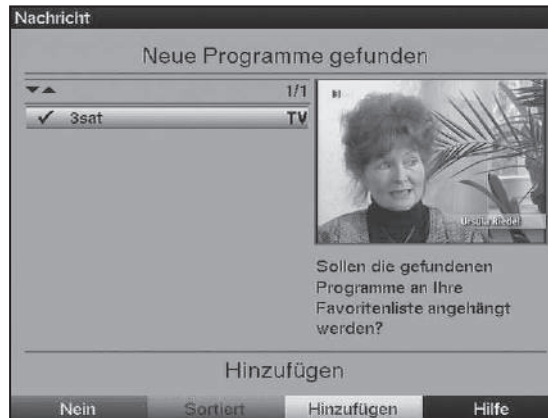 Nachricht
Neue Programme gefunden
1/1
3sat TV
Ursula Riedel
Sollen die gefundenen
Programme an Ihre
Favoritenliste angehängt
werden?
Hinzufügen
Nein Sortiert Hinzufügen Hilfe